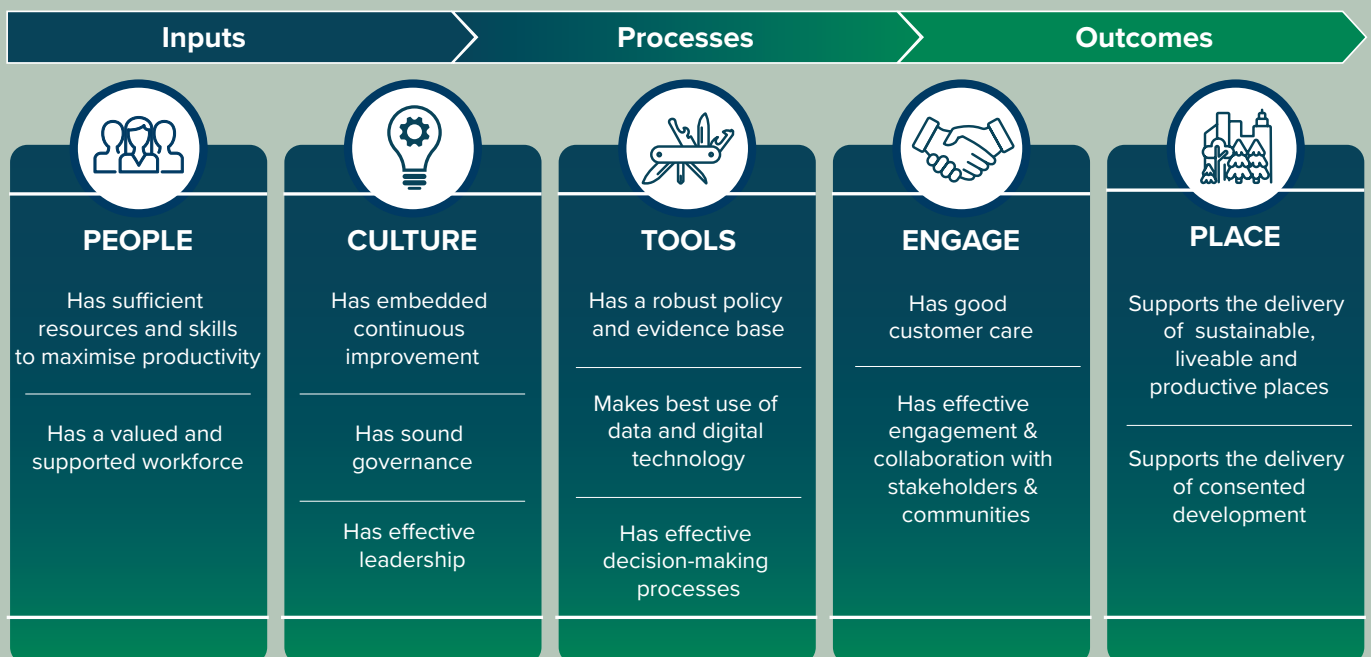 Inputs
Processes
Outcomes
PEOPLE
Has sufficient
resources and skills
to maximise productivity
Has a valued and
supported workforce
CULTURE
Has embedded
continuous
improvement
Has sound
governance
Has effective
leadership
TOOLS
Has a robust policy
and evidence base
Makes best use of
data and digital
technology
Has effective
decision-making
processes
ENGAGE
Has good
customer care
Has effective
engagement &
collaboration with
stakeholders &
communities
PLACE
Supports the delivery
of sustainable,
liveable and
productive places
Supports the delivery
of consented
development